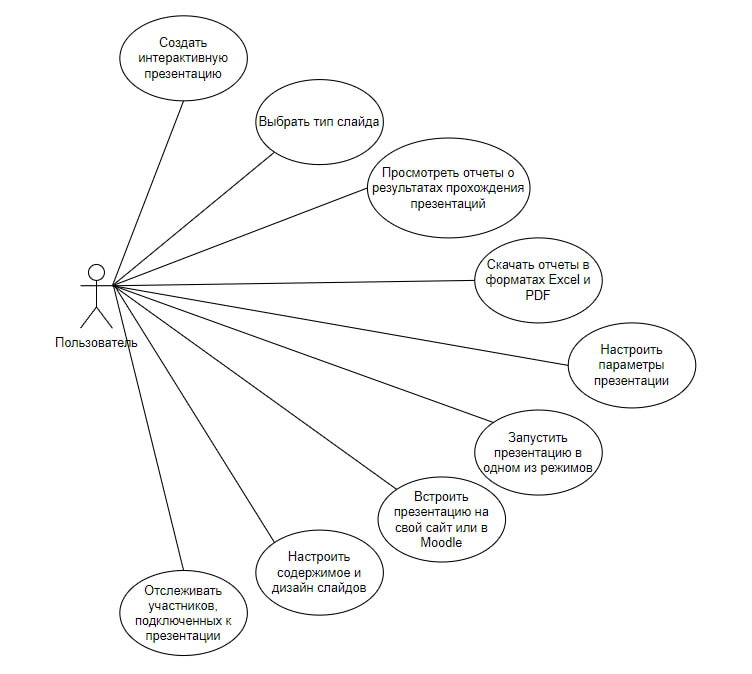 Создать
интерактивную
презентацию
Выбрать тип слайда
Просмотреть отчеты о
результатах прохождения
презентаций
Скачать отчеты в
форматах Excel и
PDF
Пользователь
Настроить
параметры
презентации
Запустить
презентацию в
одном из режимов
Встроить
презентацию на
свой сайт или в
Moodle
Настроить
содержимое и
дизайн слайдов
Отслеживать
участников,
подключенных к
презентации